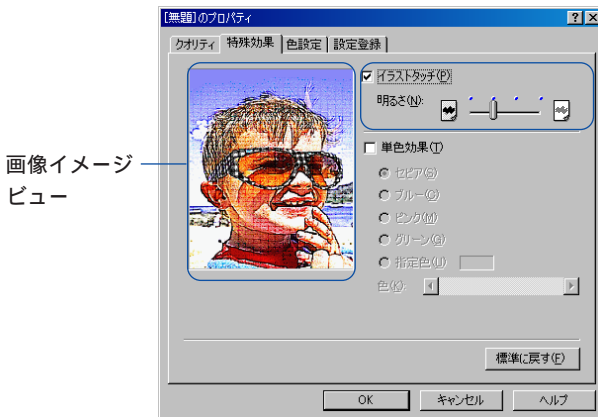 [無題]のプロパティ
クオリティ 特殊効果 色設定 設定登録
イラストタッチ(P)
明るさ(N):
画像イメージ
ビュー
単色効果(T)
セピア(S)
ブルー(O)
ピンク(M)
グリーン(G)
指定色(U)
色(K):
標準に戻す(F)
OK キャンセル ヘルプ